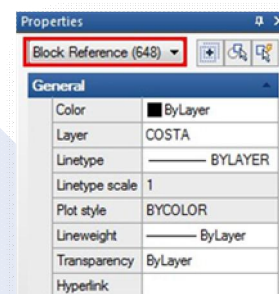 Properties
Block Reference (648)
General
Color ByLayer
Layer COSTA
Linetype BYLAYER
Linetype scale 1
Plot style BYCOLOR
Lineweight ByLayer
Transparency ByLayer
Hyperlink